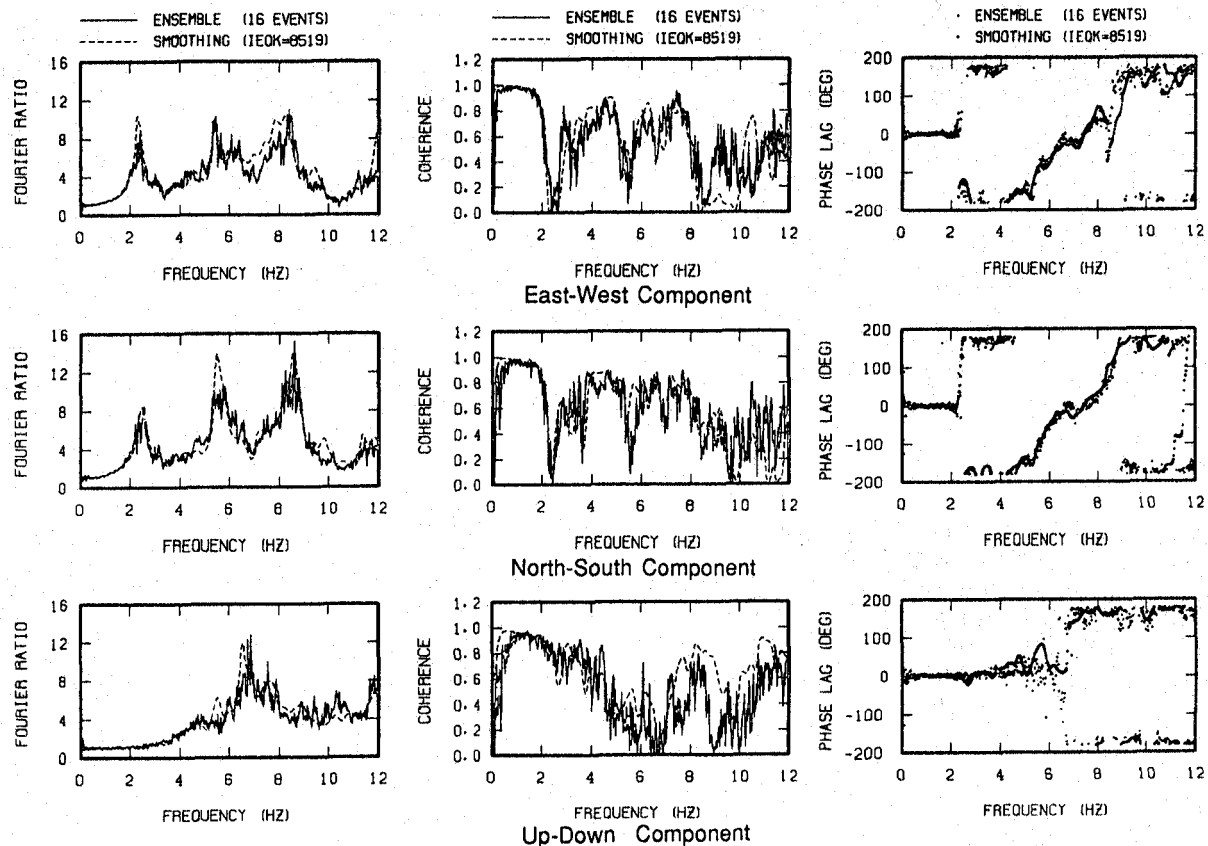 ENSEMBLE (16 EVENTS)
SMOOTHING (IEQK=8519)
ENSEMBLE (16 EVENTS)
SMOOTHING (IEQK=8519)
ENSEMBLE (16 EVENTS)
SMOOTHING (IEQK=8519)
FOURIER RATIO
16
12
8
4
0
0 2 4 6 8 10 12
FREQUENCY (HZ)
COHERENCE
1.2
1.0
0.8
0.6
0.4
0.2
0.0
0 2 4 6 8 10 12
FREQUENCY (HZ)
PHASE LAG (DEG)
200
100
0
-100
-200
0 2 4 6 8 10 12
FREQUENCY (HZ)
East-West Component
FOURIER RATIO
16
12
8
4
0
0 2 4 6 8 10 12
FREQUENCY (HZ)
COHERENCE
1.2
1.0
0.8
0.6
0.4
0.2
0.0
0 2 4 6 8 10 12
FREQUENCY (HZ)
PHASE LAG (DEG)
200
100
0
-100
-200
0 2 4 6 8 10 12
FREQUENCY (HZ)
North-South Component
FOURIER RATIO
16
12
8
4
0
0 2 4 6 8 10 12
FREQUENCY (HZ)
COHERENCE
1.2
1.0
0.8
0.6
0.4
0.2
0.0
0 2 4 6 8 10 12
FREQUENCY (HZ)
PHASE LAG (DEG)
200
100
0
-100
-200
0 2 4 6 8 10 12
FREQUENCY (HZ)
Up-Down Component